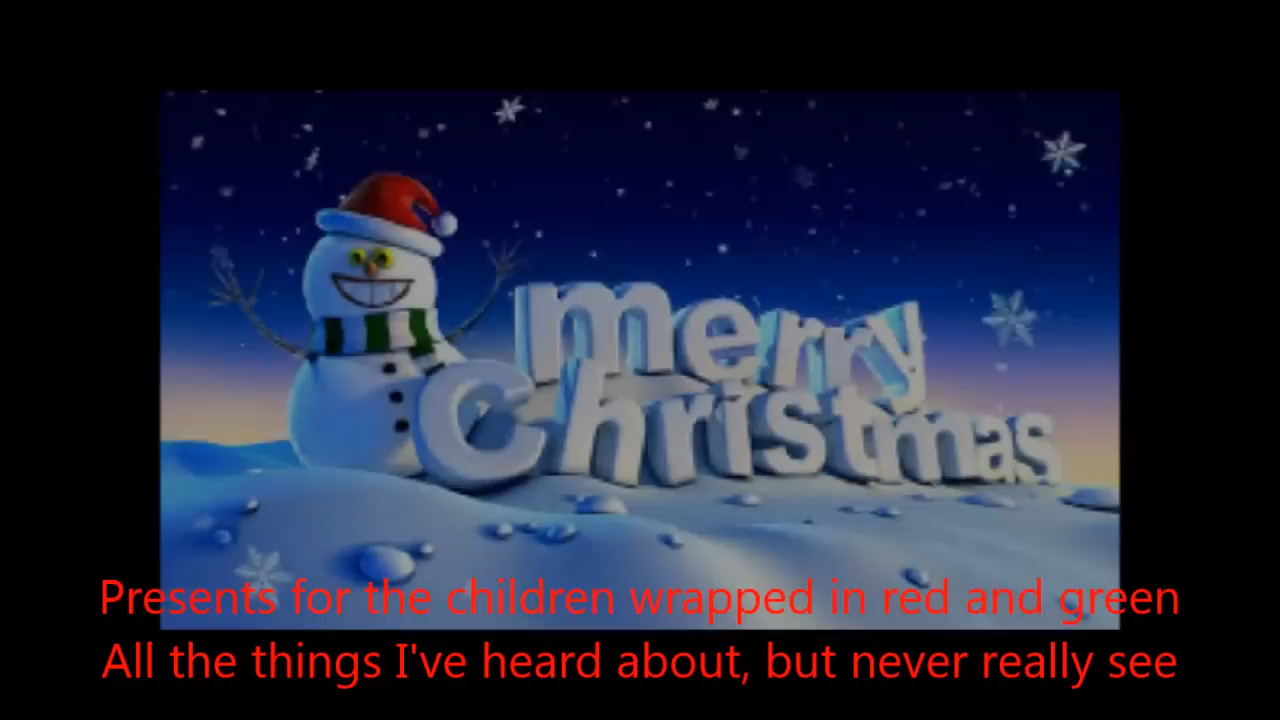 merry
Christmas
Presents for the children wrapped in red and green
All the things I've heard about, but never really see